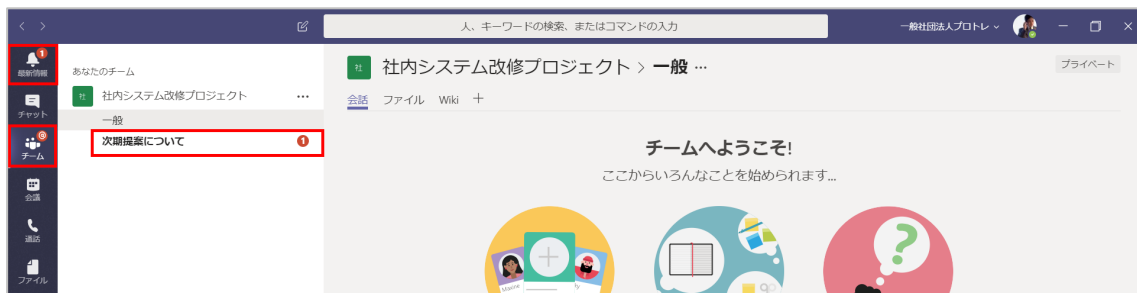 人、キーワードの検索、またはコマンドの入力
一般社団法人プロトレ
1
最新情報
チャット
@
チーム
会議
通話
ファイル
あなたのチーム
社 社内システム改修プロジェクト ...
一般
次期提案について 1
社 社内システム改修プロジェクト > 一般 ...
プライベート
会話 ファイル Wiki +
チームへようこそ!
ここからいろんなことを始められます...
Maxine